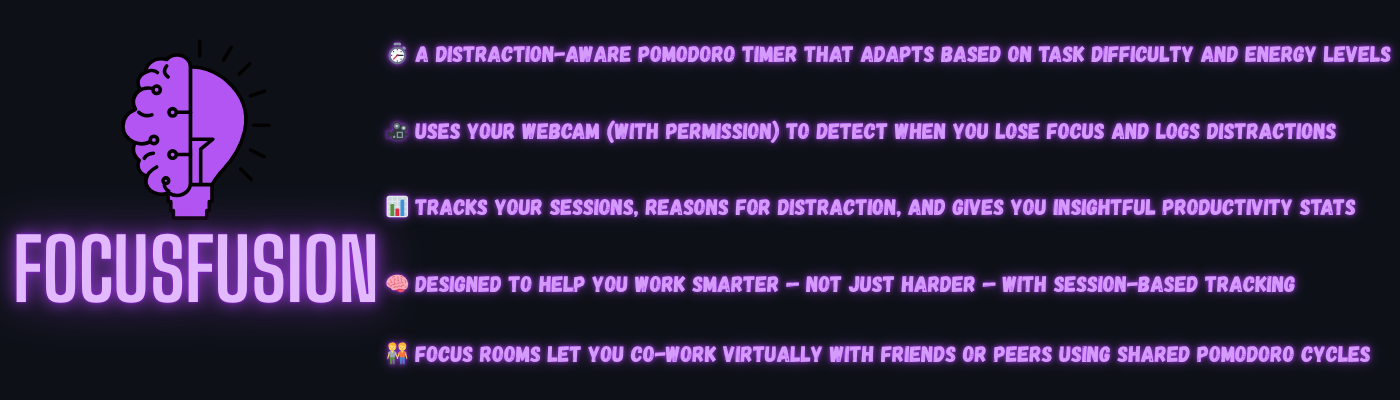 FOCUSFUSION
A DISTRACTION-AWARE POMODORO TIMER THAT ADAPTS BASED ON TASK DIFFICULTY AND ENERGY LEVELS
USES YOUR WEBCAM (WITH PERMISSION) TO DETECT WHEN YOU LOSE FOCUS AND LOGS DISTRACTIONS
TRACKS YOUR SESSIONS, REASONS FOR DISTRACTION, AND GIVES YOU INSIGHTFUL PRODUCTIVITY STATS
DESIGNED TO HELP YOU WORK SMARTER – NOT JUST HARDER – WITH SESSION-BASED TRACKING
FOCUS ROOMS LET YOU CO-WORK VIRTUALLY WITH FRIENDS OR PEERS USING SHARED POMODORO CYCLES